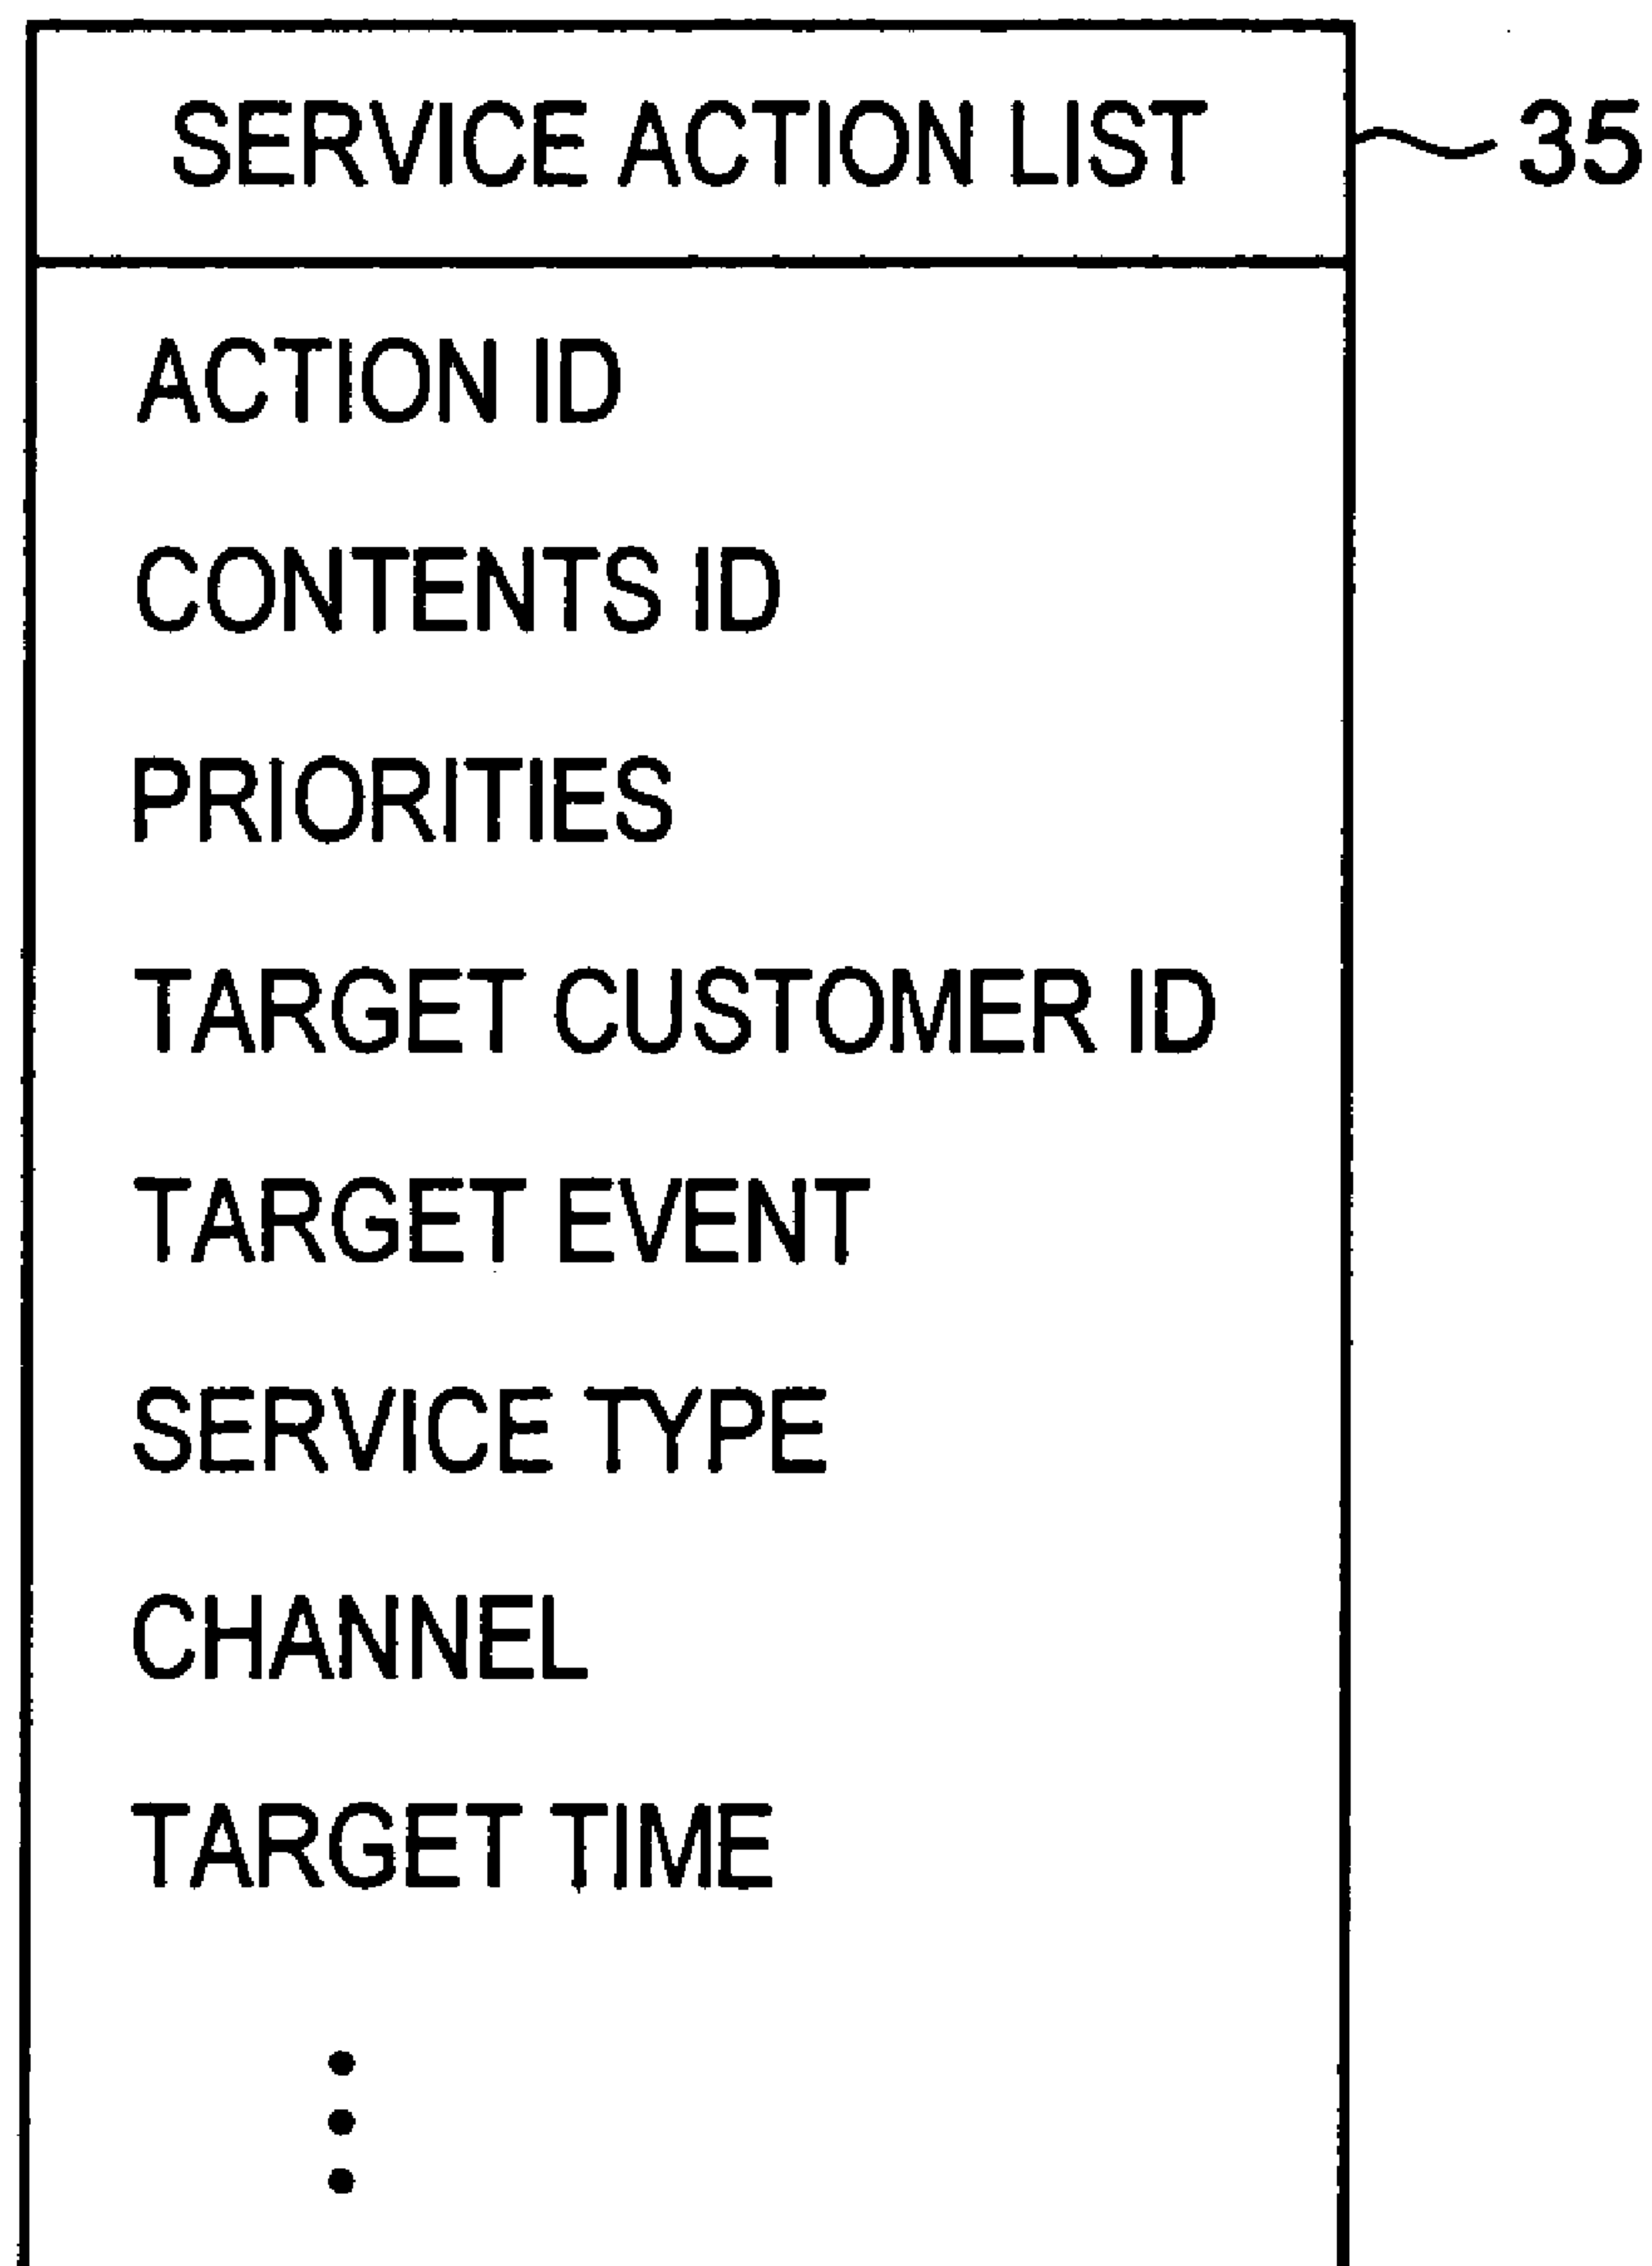 SERVICE ACTION LIST 35
ACTION ID
CONTENTS ID
PRIORITIES
TARGET CUSTOMER ID
TARGET EVENT
SERVICE TYPE
CHANNEL
TARGET TIME